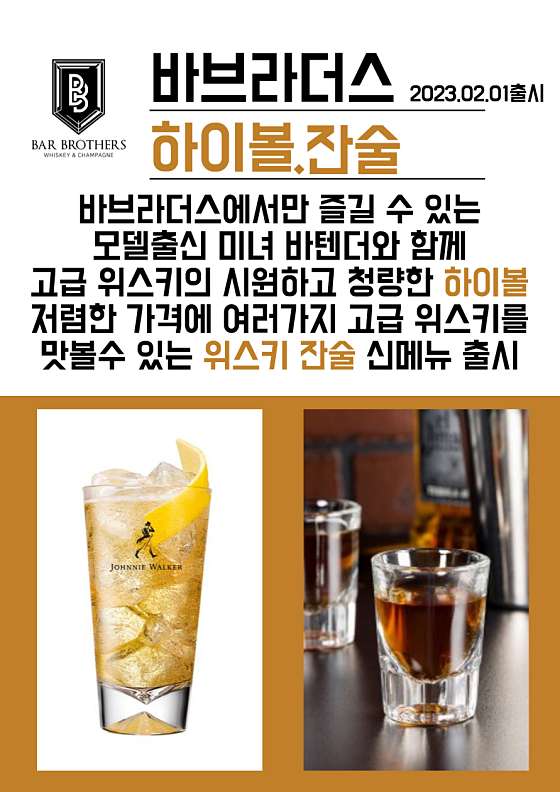 바브라더스 2023.02.01출시
BAR BROTHERS
WHISKEY & CHAMPAGNE
하이볼.잔술
바브라더스에서만 즐길 수 있는
모델출신 미녀 바텐더와 함께
고급 위스키의 시원하고 청량한 하이볼
저렴한 가격에 여러가지 고급 위스키를
맛볼수 있는 위스키 잔술 신메뉴 출시
JOHNNIE WALKER